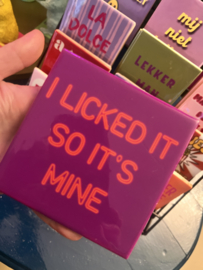 LA
DOLCE
mij
niet
LEKKER
I LICKED IT
SO IT'S
MINE